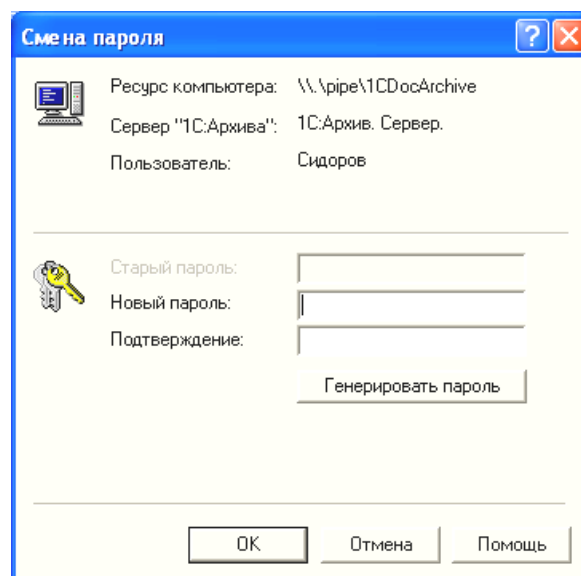 Смена пароля
Ресурс компьютера: \\.\pipe\1CDocArchive
Сервер "1С:Архива": 1С:Архив. Сервер.
Пользователь: Сидоров
Старый пароль:
Новый пароль:
Подтверждение:
Генерировать пароль
OK Отмена Помощь